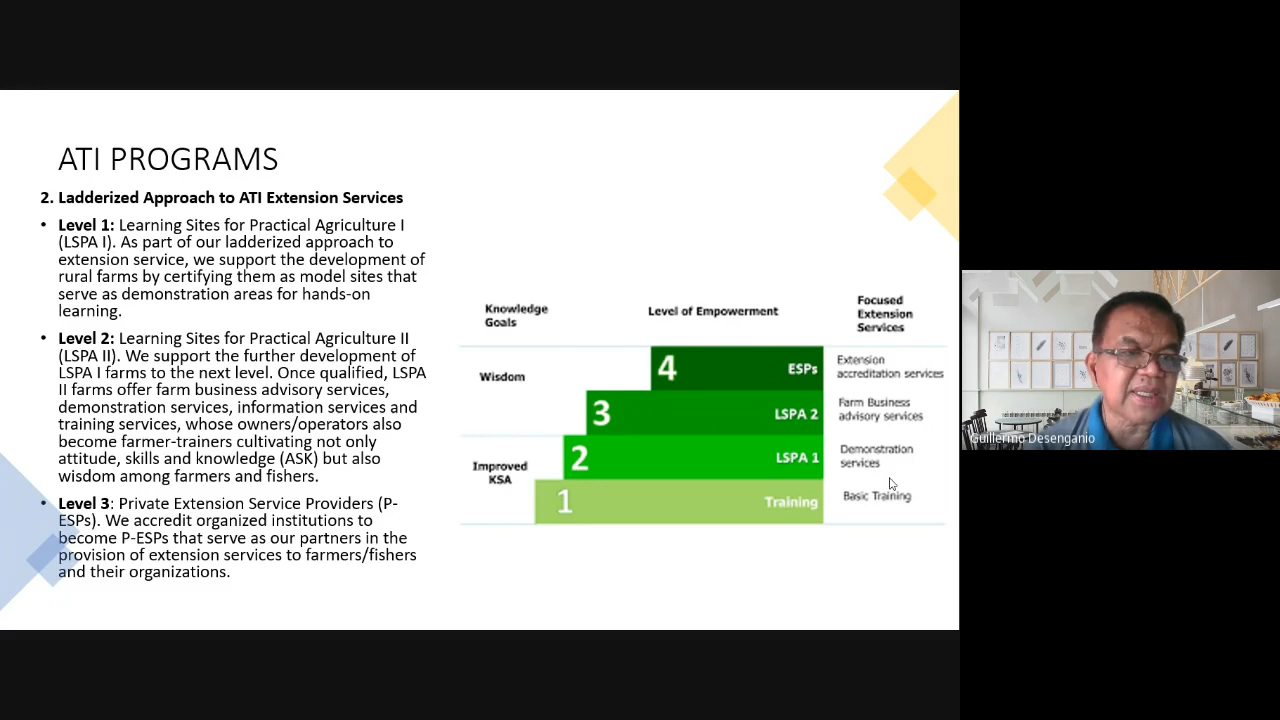 ATI PROGRAMS
2. Ladderized Approach to ATI Extension Services
• Level 1: Learning Sites for Practical Agriculture I
(LSPA I). As part of our ladderized approach to
extension service, we support the development of
rural farms by certifying them as model sites that
serve as demonstration areas for hands-on
learning.
• Level 2: Learning Sites for Practical Agriculture II
(LSPA II). We support the further development of
LSPA I farms to the next level. Once qualified, LSPA
II farms offer farm business advisory services,
demonstration services, information services and
training services, whose owners/operators also
become farmer-trainers cultivating not only
attitude, skills and knowledge (ASK) but also
wisdom among farmers and fishers.
• Level 3: Private Extension Service Providers (P-
ESPs). We accredit organized institutions to
become P-ESPs that serve as our partners in the
provision of extension services to farmers/fishers
and their organizations.
Knowledge
Goals
Level of Empowerment
Focused
Extension
Services
Wisdom
4 ESPs
Extension
accreditation services
3 LSPA 2
Farm Business
advisory services
Improved
KSA
2 LSPA 1
Demonstration
services
1 Training
Basic Training
Guillermo Desenganio